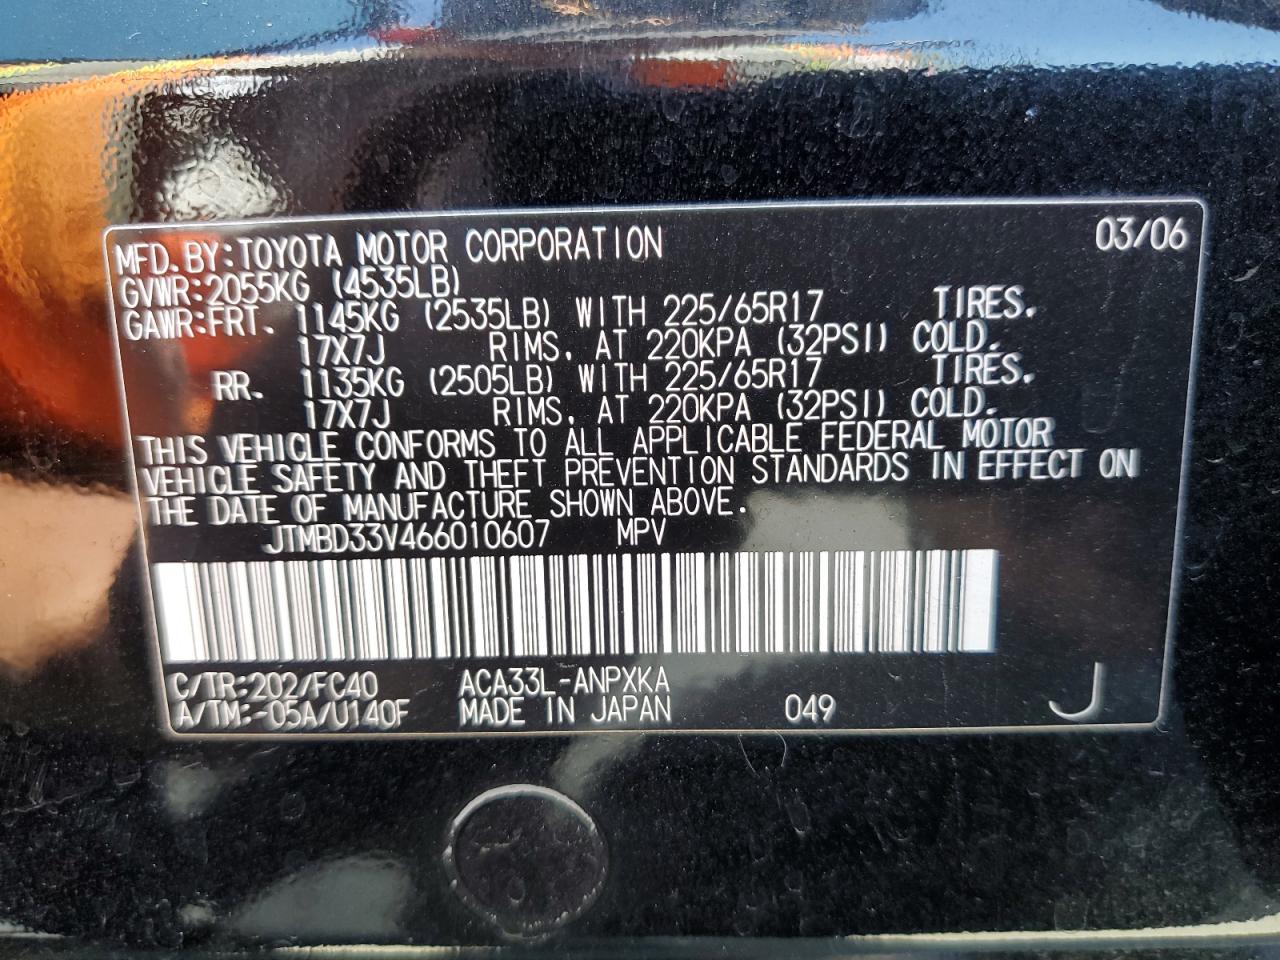 MFD. BY: TOYOTA MOTOR CORPORATION 03/06
GVWR: 2055KG (4535LB)
GAWR: FRT. 1145KG (2535LB) WITH 225/65R17 TIRES.
17X7J RIMS, AT 220KPA (32PSI) COLD.
RR. 1135KG (2505LB) WITH 225/65R17 TIRES.
17X7J RIMS, AT 220KPA (32PSI) COLD.
THIS VEHICLE CONFORMS TO ALL APPLICABLE FEDERAL MOTOR
VEHICLE SAFETY AND THEFT PREVENTION STANDARDS IN EFFECT ON
THE DATE OF MANUFACTURE SHOWN ABOVE.
JTMBD33V466010607 MPV
C/TR: 202/FC40 ACA33L-ANPXKA
A/TM: -05A/U140F MADE IN JAPAN 049 J